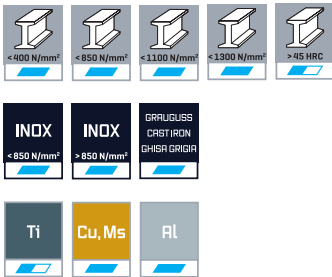 <400 N/mm² <850 N/mm² <1100 N/mm² <1300 N/mm² >45 HRC
INOX INOX GRAUGUSS
CAST IRON
GHISA GRIGIA
<850 N/mm² >850 N/mm²
Ti Cu, Ms Al